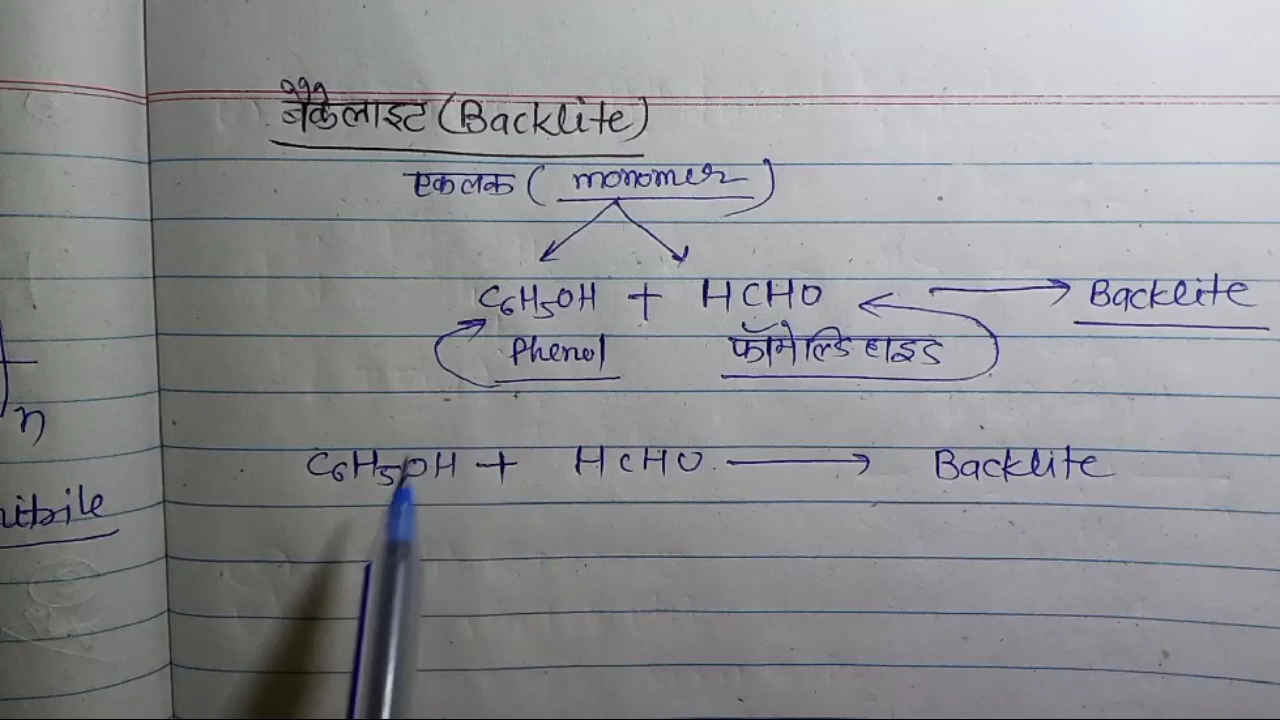 बैकेलाइट (Backlite)
एकलक (monomer)
C6H5OH + HCHO → Backlite
Phenol फॉर्मेल्डिहाइड
C6H5OH + HCHO → Backlite
n